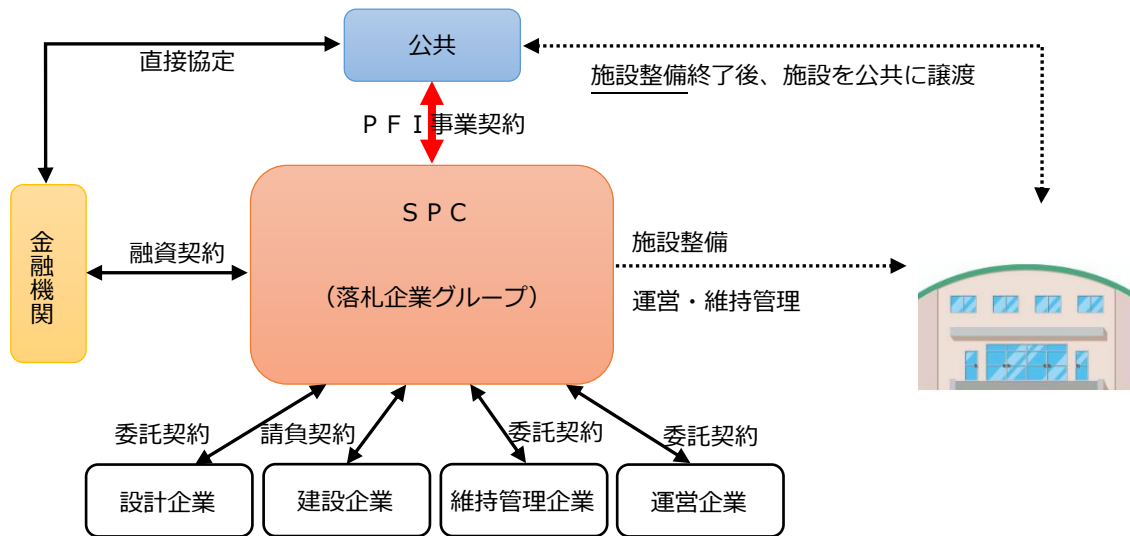 公共
直接協定
施設整備終了後、施設を公共に譲渡
ＰＦＩ事業契約
ＳＰＣ
（落札企業グループ）
金融機関
融資契約
施設整備
運営・維持管理
委託契約
請負契約
委託契約
委託契約
設計企業
建設企業
維持管理企業
運営企業